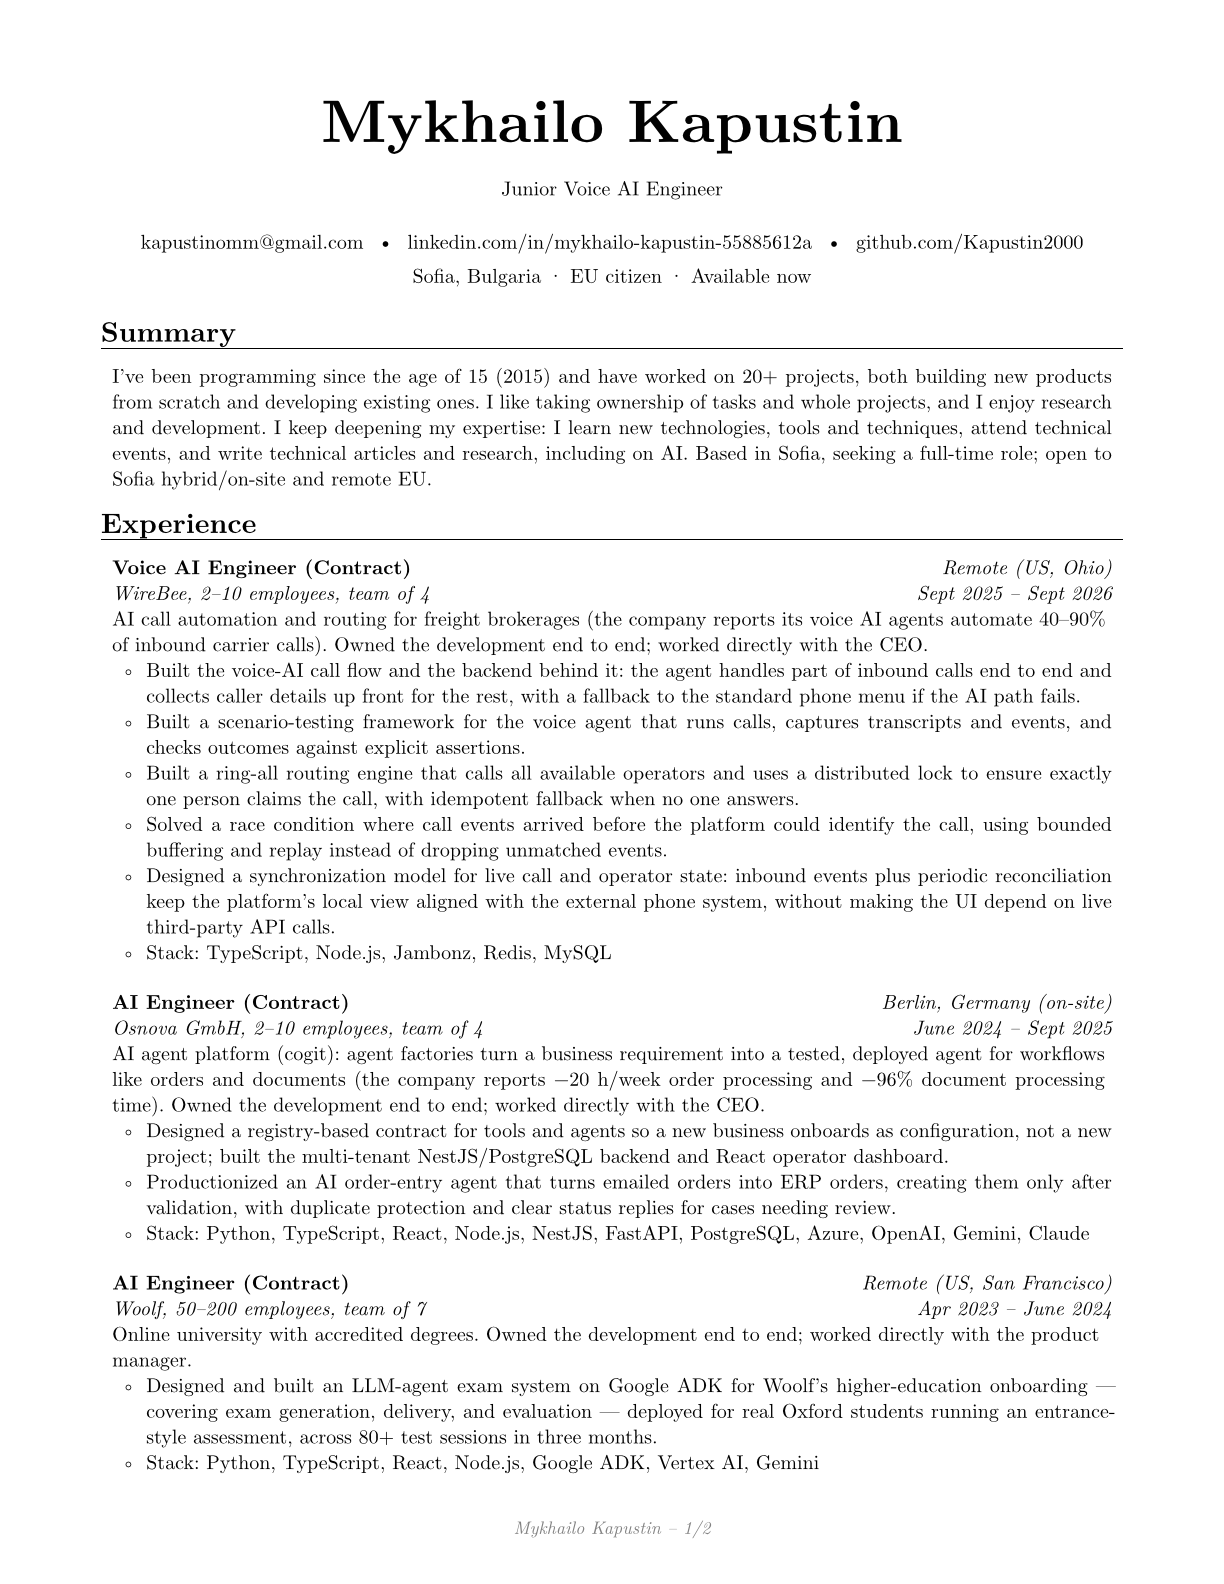 Mykhailo Kapustin
Junior Voice AI Engineer
kapustinomm@gmail.com • linkedin.com/in/mykhailo-kapustin-55885612a • github.com/Kapustin2000
Sofia, Bulgaria · EU citizen · Available now
Summary
I've been programming since the age of 15 (2015) and have worked on 20+ projects, both building new products
from scratch and developing existing ones. I like taking ownership of tasks and whole projects, and I enjoy research
and development. I keep deepening my expertise: I learn new technologies, tools and techniques, attend technical
events, and write technical articles and research, including on AI. Based in Sofia, seeking a full-time role; open to
Sofia hybrid/on-site and remote EU.
Experience
Voice AI Engineer (Contract) Remote (US, Ohio)
WireBee, 2–10 employees, team of 4 Sept 2025 – Sept 2026
AI call automation and routing for freight brokerages (the company reports its voice AI agents automate 40–90%
of inbound carrier calls). Owned the development end to end; worked directly with the CEO.
◦ Built the voice-AI call flow and the backend behind it: the agent handles part of inbound calls end to end and
collects caller details up front for the rest, with a fallback to the standard phone menu if the AI path fails.
◦ Built a scenario-testing framework for the voice agent that runs calls, captures transcripts and events, and
checks outcomes against explicit assertions.
◦ Built a ring-all routing engine that calls all available operators and uses a distributed lock to ensure exactly
one person claims the call, with idempotent fallback when no one answers.
◦ Solved a race condition where call events arrived before the platform could identify the call, using bounded
buffering and replay instead of dropping unmatched events.
◦ Designed a synchronization model for live call and operator state: inbound events plus periodic reconciliation
keep the platform's local view aligned with the external phone system, without making the UI depend on live
third-party API calls.
◦ Stack: TypeScript, Node.js, Jambonz, Redis, MySQL
AI Engineer (Contract) Berlin, Germany (on-site)
Osnova GmbH, 2–10 employees, team of 4 June 2024 – Sept 2025
AI agent platform (cogit): agent factories turn a business requirement into a tested, deployed agent for workflows
like orders and documents (the company reports −20 h/week order processing and −96% document processing
time). Owned the development end to end; worked directly with the CEO.
◦ Designed a registry-based contract for tools and agents so a new business onboards as configuration, not a new
project; built the multi-tenant NestJS/PostgreSQL backend and React operator dashboard.
◦ Productionized an AI order-entry agent that turns emailed orders into ERP orders, creating them only after
validation, with duplicate protection and clear status replies for cases needing review.
◦ Stack: Python, TypeScript, React, Node.js, NestJS, FastAPI, PostgreSQL, Azure, OpenAI, Gemini, Claude
AI Engineer (Contract) Remote (US, San Francisco)
Woolf, 50–200 employees, team of 7 Apr 2023 – June 2024
Online university with accredited degrees. Owned the development end to end; worked directly with the product
manager.
◦ Designed and built an LLM-agent exam system on Google ADK for Woolf's higher-education onboarding —
covering exam generation, delivery, and evaluation — deployed for real Oxford students running an entrance-
style assessment, across 80+ test sessions in three months.
◦ Stack: Python, TypeScript, React, Node.js, Google ADK, Vertex AI, Gemini
Mykhailo Kapustin – 1/2